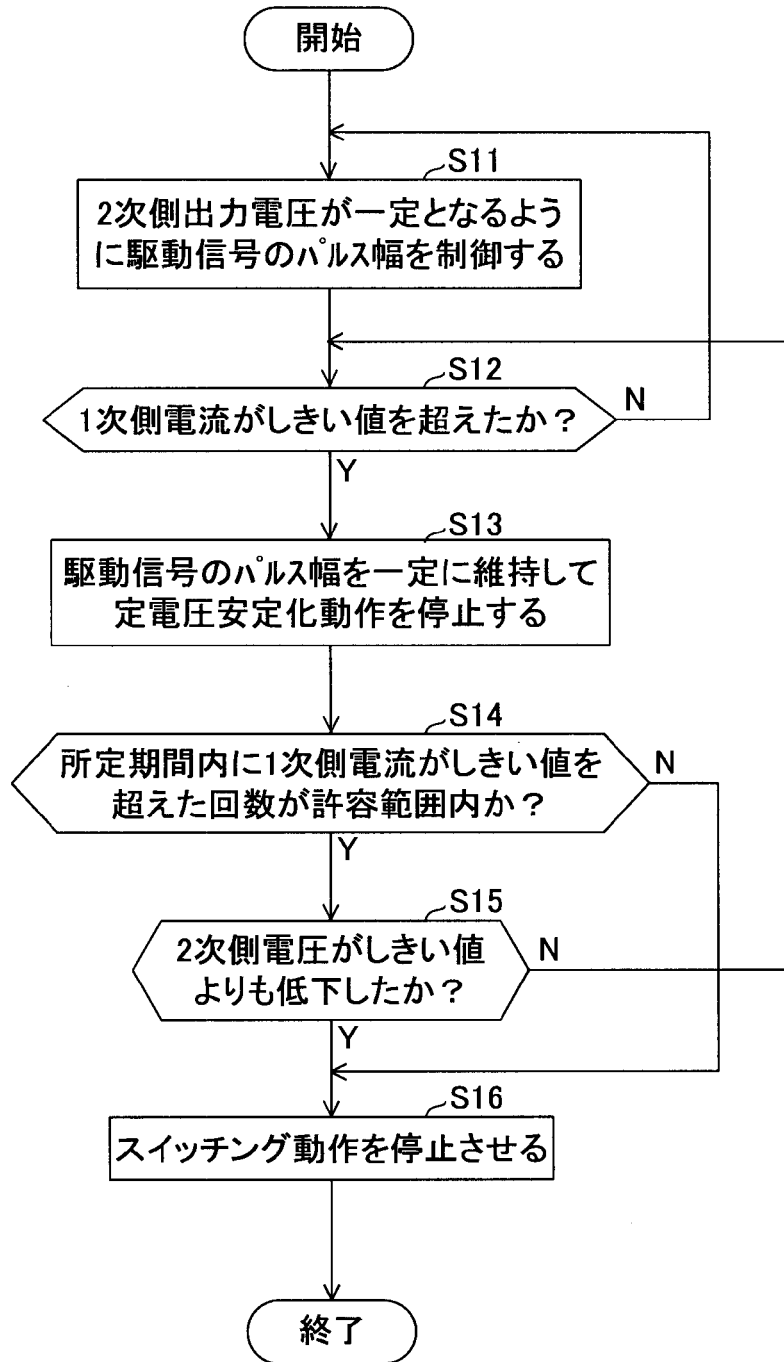 開始
S11
2次側出力電圧が一定となるよう
に駆動信号のパルス幅を制御する
S12
1次側電流がしきい値を超えたか？
N
Y
S13
駆動信号のパルス幅を一定に維持して
定電圧安定化動作を停止する
S14
所定期間内に1次側電流がしきい値を
超えた回数が許容範囲内か？
N
Y
S15
2次側電圧がしきい値
よりも低下したか？
N
Y
S16
スイッチング動作を停止させる
終了